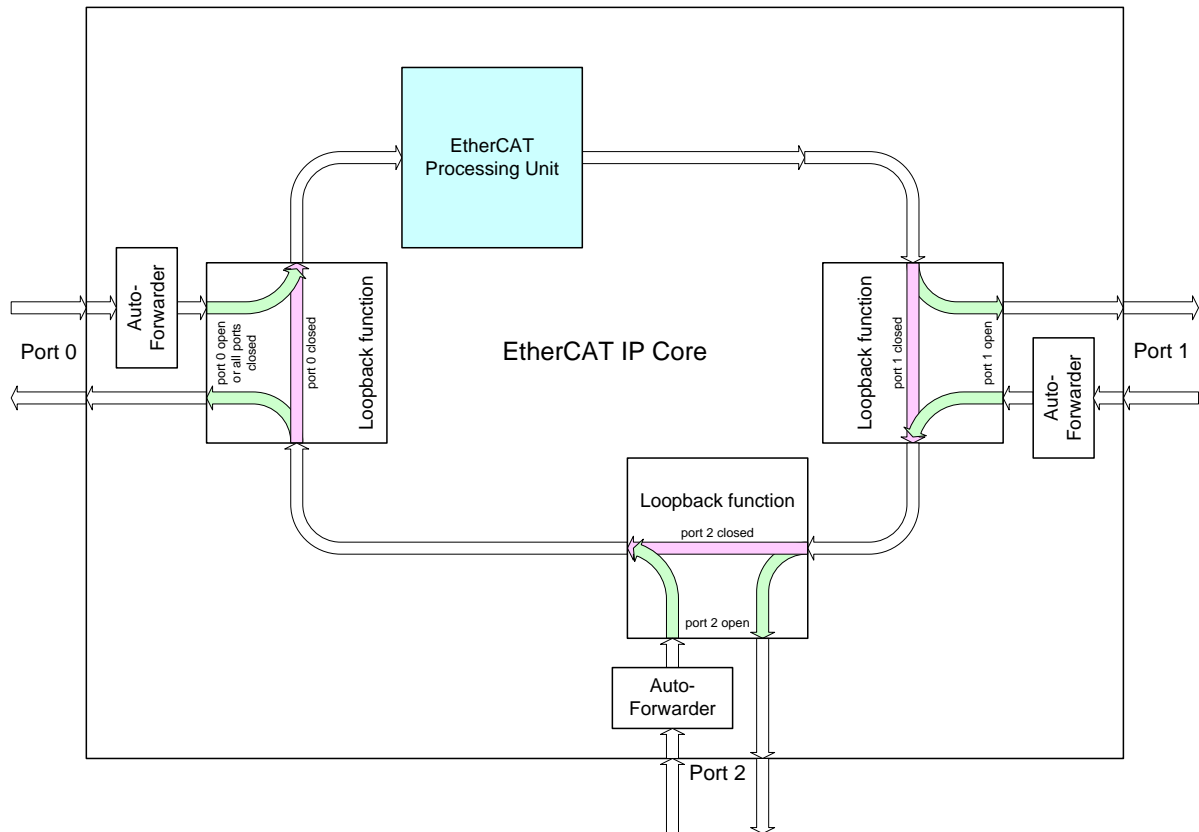 EtherCAT
Processing Unit
Auto-
Forwarder
port 0 open
or all ports
closed
port 0 closed
Loopback function
Port 0
EtherCAT IP Core
Loopback function
port 1 closed
port 1 open
Auto-
Forwarder
Port 1
Loopback function
port 2 closed
port 2 open
Auto-
Forwarder
Port 2